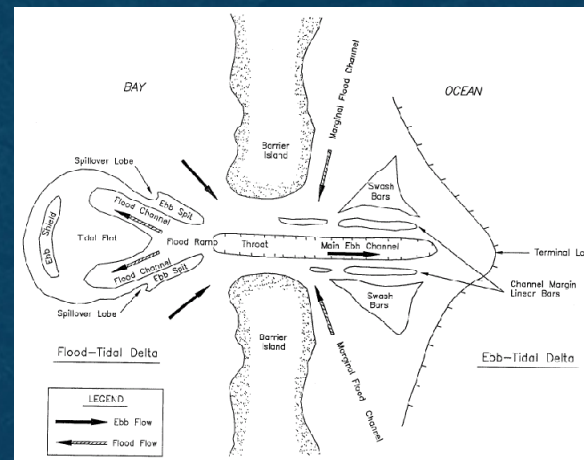 BAY
OCEAN
Marginal Flood Channel
Barrier
Island
Spillover Lobe
Swash
Bars
Flood Channel
Ebb Spit
Ebb Shield
Tidal Flat
Flood Ramp
Throat
Main Ebb Channel
Terminal Lo
Flood Channel
Ebb Spit
Channel Margin
Linear Bars
Spillover Lobe
Swash
Bars
Barrier
Island
Flood-Tidal Delta
Ebb-Tidal Delta
Marginal Flood Channel
LEGEND
Ebb Flow
Flood Flow